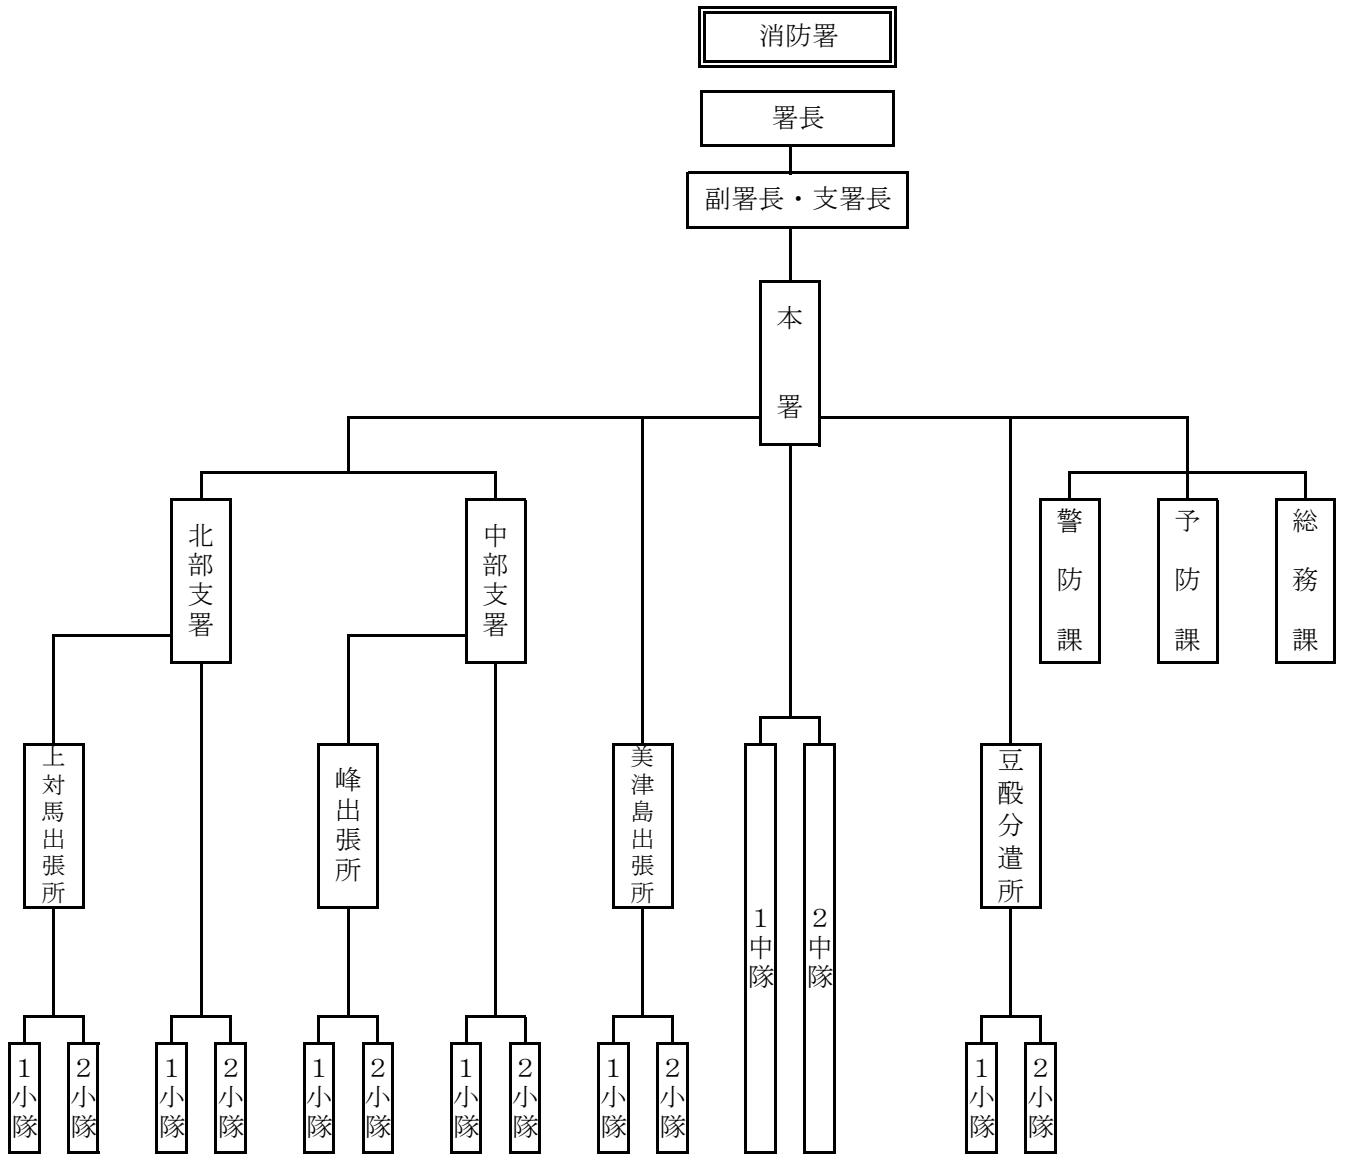 消防署
署長
副署長・支署長
本署
北部支署
中部支署
警防課
予防課
総務課
上対馬出張所
峰出張所
美津島出張所
豆酘分遣所
1中隊
2中隊
1小隊
2小隊
1小隊
2小隊
1小隊
2小隊
1小隊
2小隊
1小隊
2小隊
1小隊
2小隊